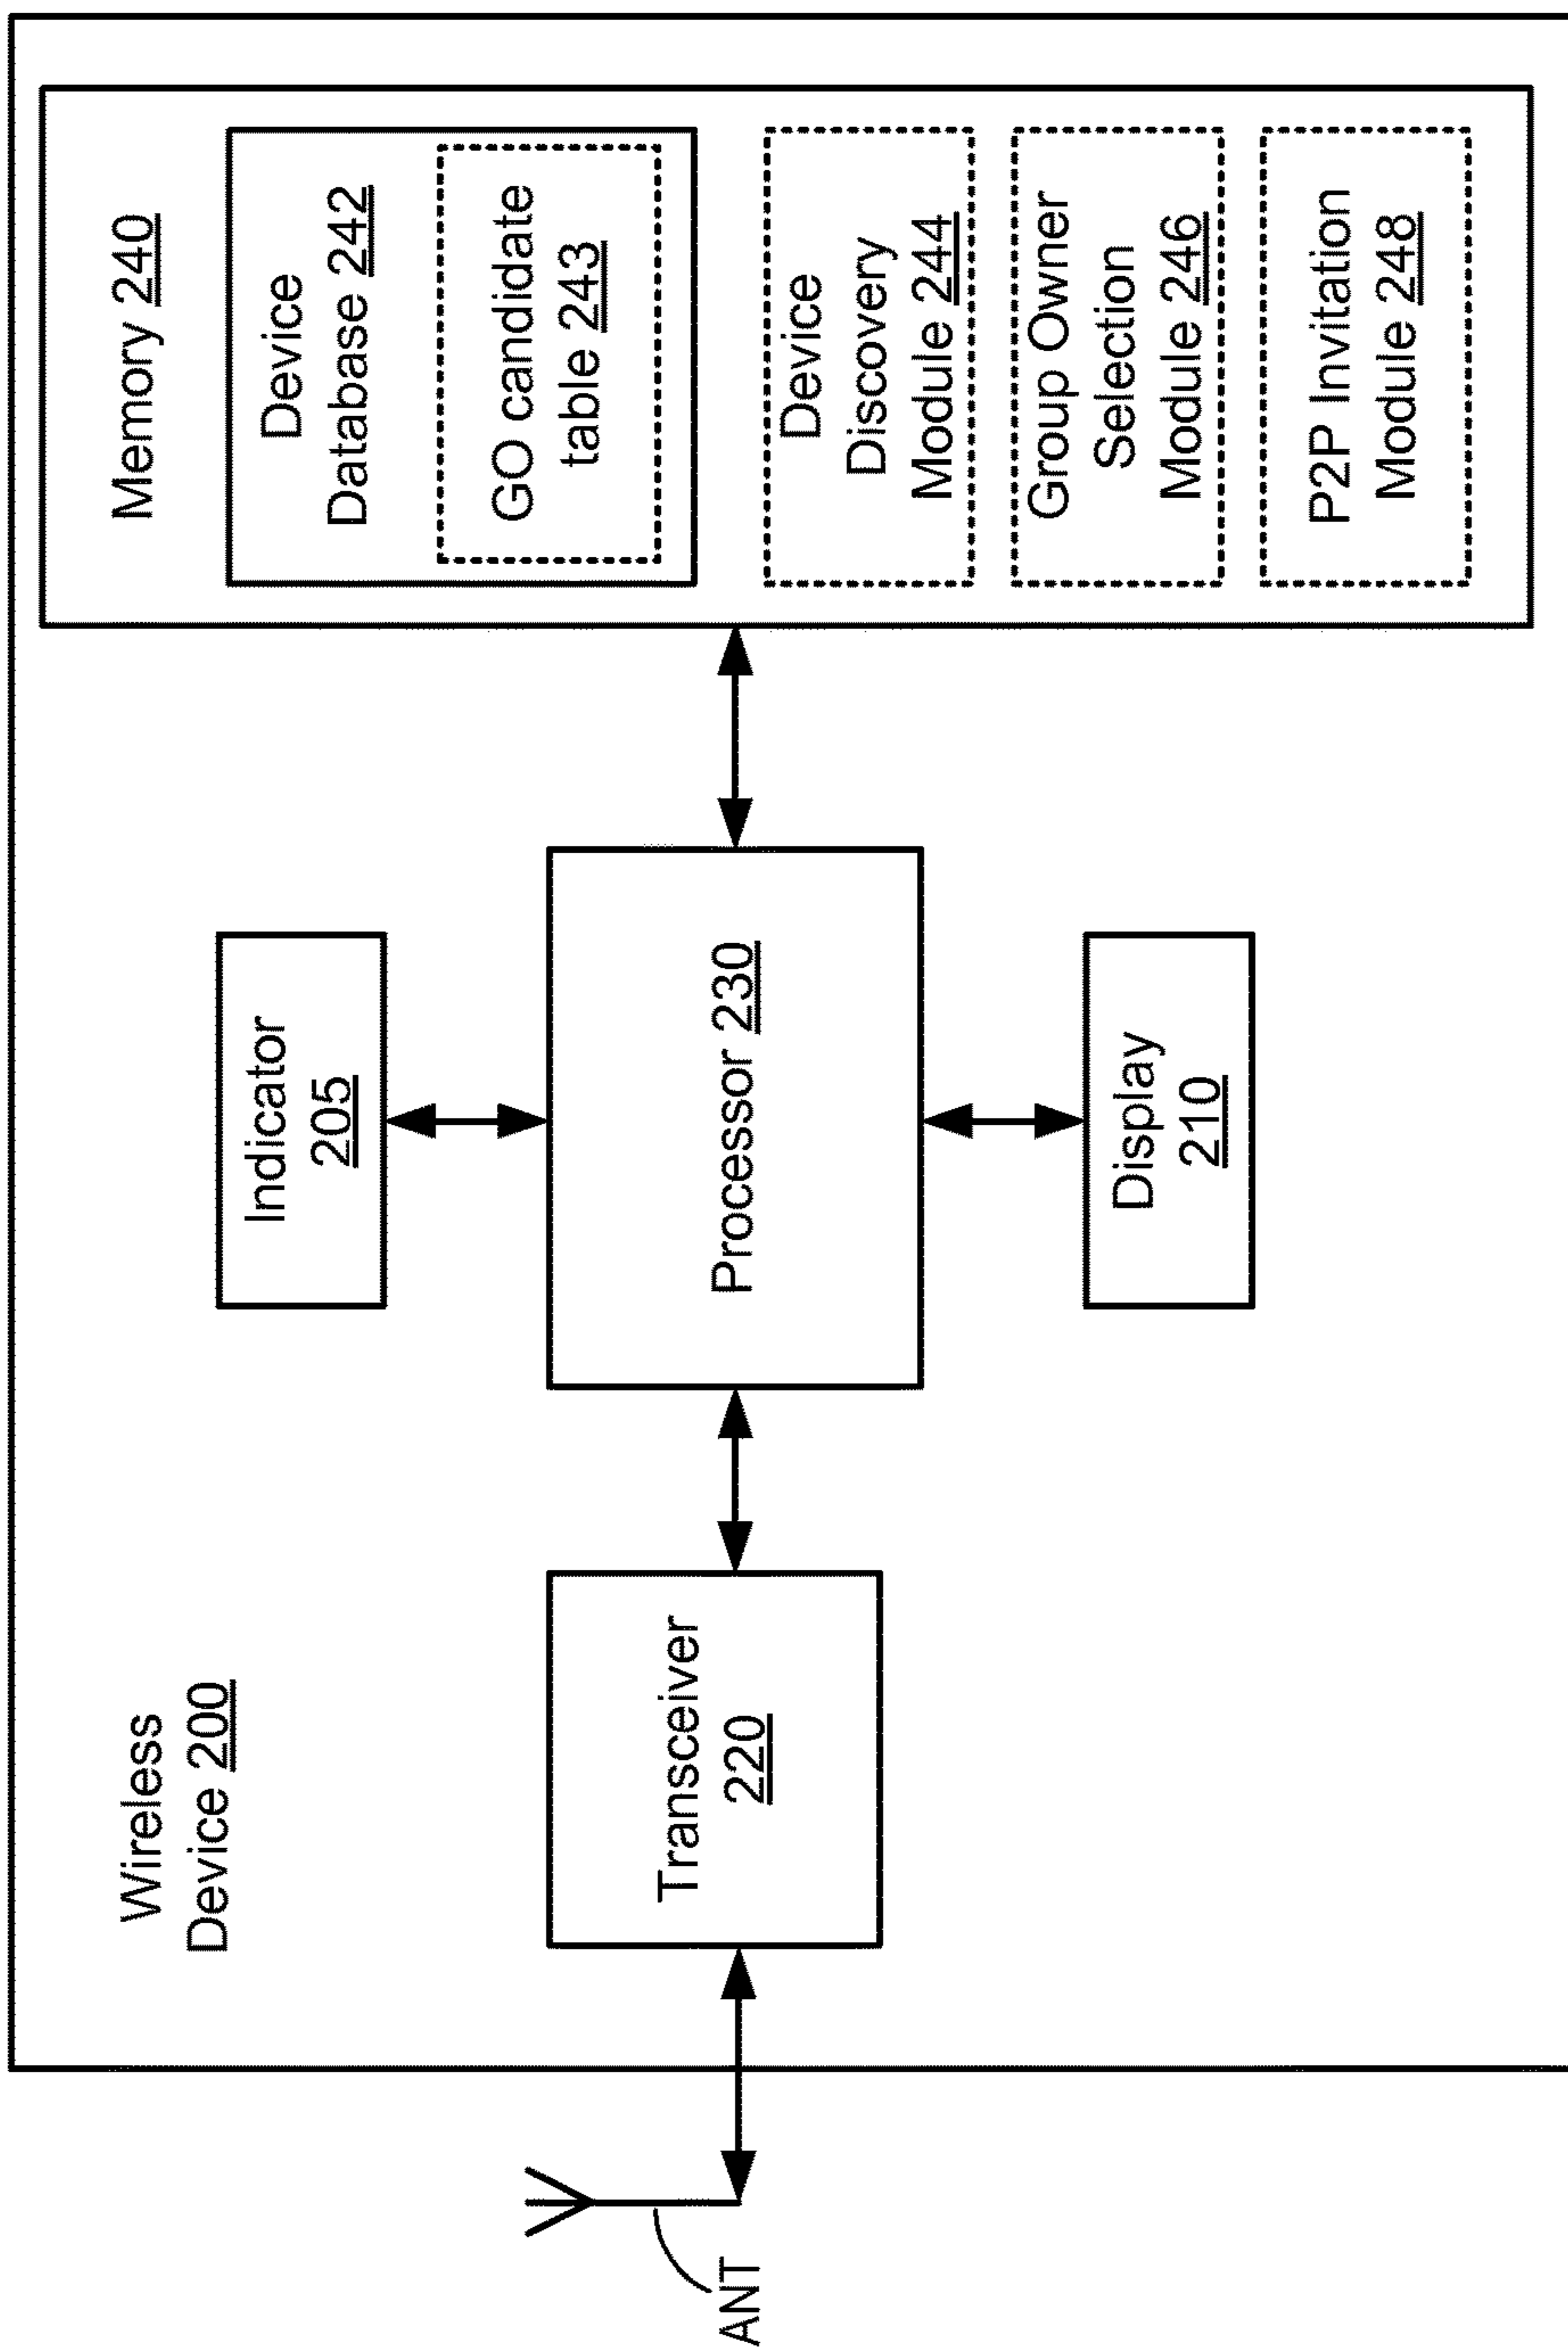 Wireless
Device 200
ANT
Transceiver
220
Indicator
205
Processor 230
Display
210
Memory 240
Device
Database 242
GO candidate
table 243
Device
Discovery
Module 244
Group Owner
Selection
Module 246
P2P Invitation
Module 248